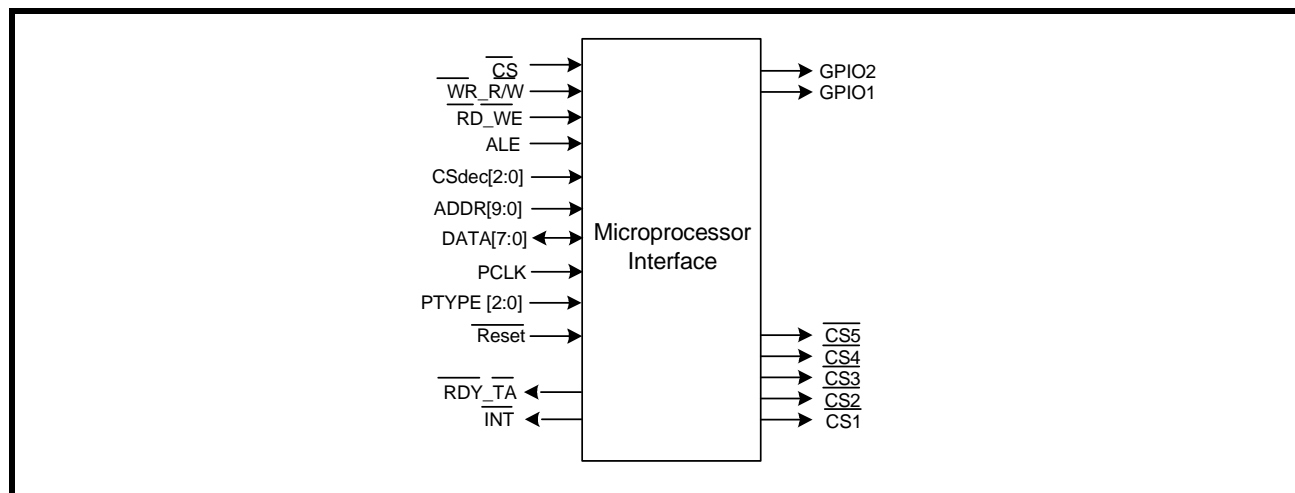 CS
WR_R/W
RD_WE
ALE
CSdec[2:0]
ADDR[9:0]
DATA[7:0]
PCLK
PTYPE [2:0]
Reset
RDY_TA
INT
Microprocessor
Interface
GPIO2
GPIO1
CS5
CS4
CS3
CS2
CS1